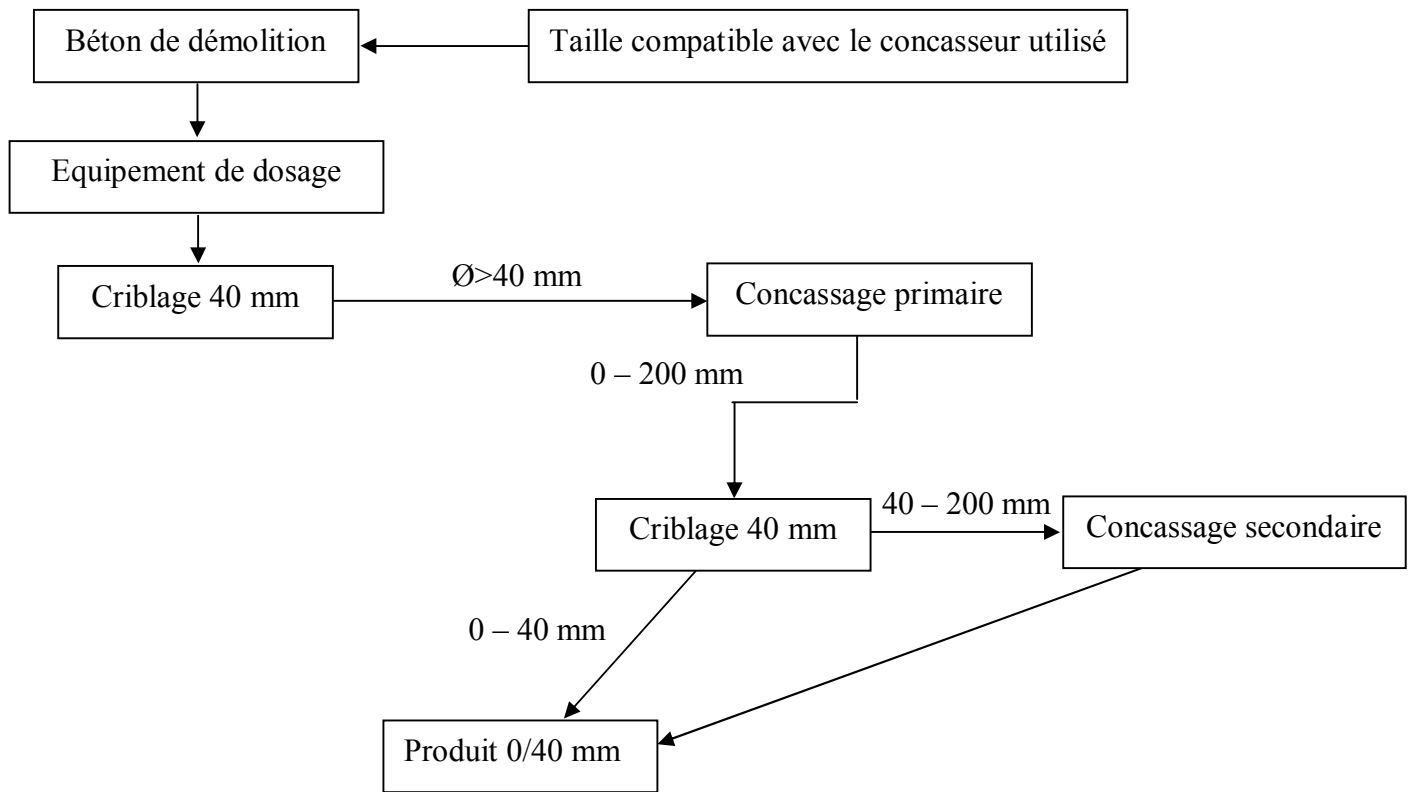 Béton de démolition
Taille compatible avec le concasseur utilisé
Equipement de dosage
Criblage 40 mm
Ø>40 mm
Concassage primaire
0 – 200 mm
Criblage 40 mm
40 – 200 mm
Concassage secondaire
0 – 40 mm
Produit 0/40 mm